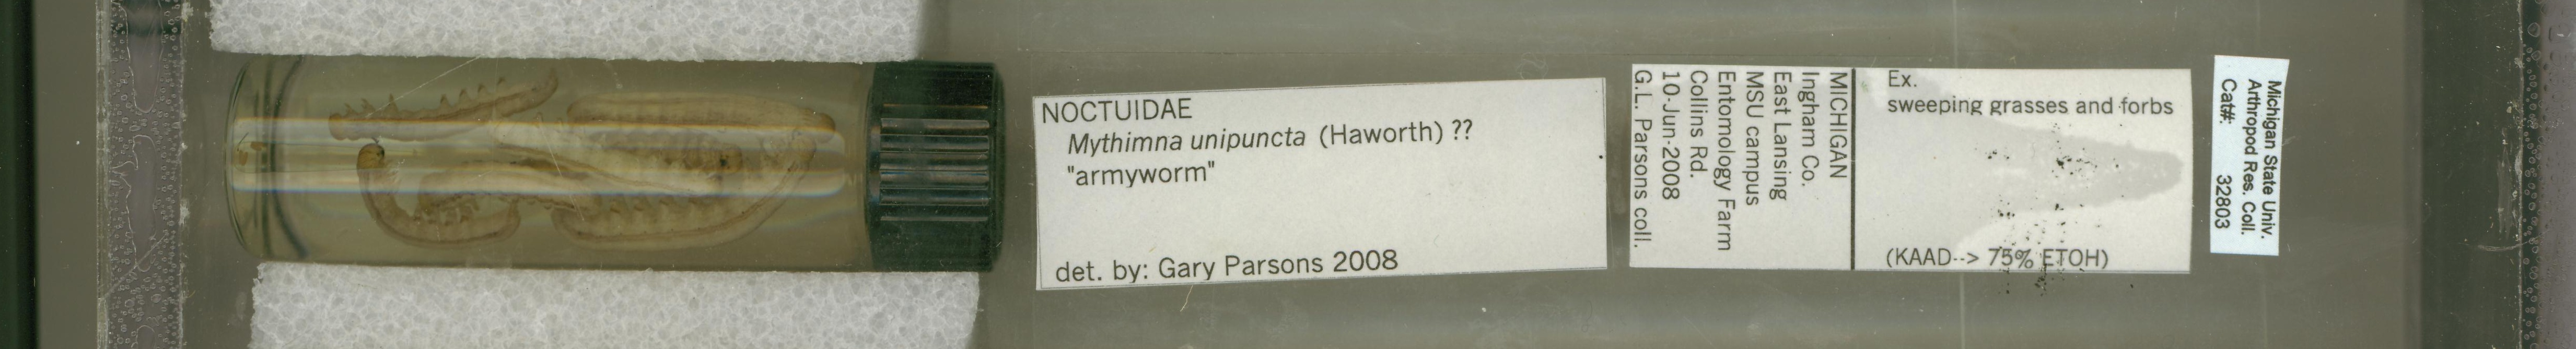 NOCTUIDAE
Mythimna unipuncta (Haworth) ??
"armyworm"
det. by: Gary Parsons 2008
MICHIGAN
Ingham Co.
East Lansing
MSU campus
Entomology Farm
Collins Rd.
10-Jun-2008
G.L. Parsons coll.
Ex.
sweeping grasses and forbs
(KAAD--> 75% ETOH)
Michigan State Univ.
Arthropod Res. Coll.
Cat#: 32803